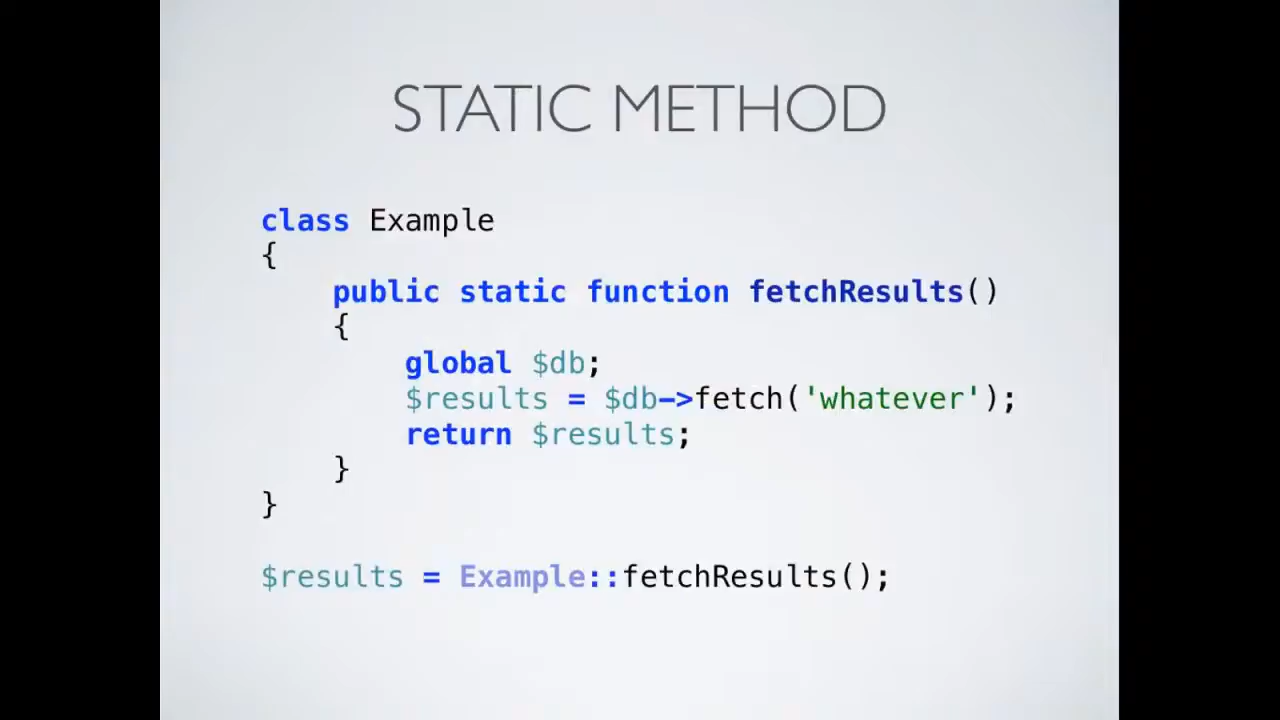 STATIC METHOD
class Example
{
    public static function fetchResults()
    {
        global $db;
        $results = $db->fetch('whatever');
        return $results;
    }
}
$results = Example::fetchResults();